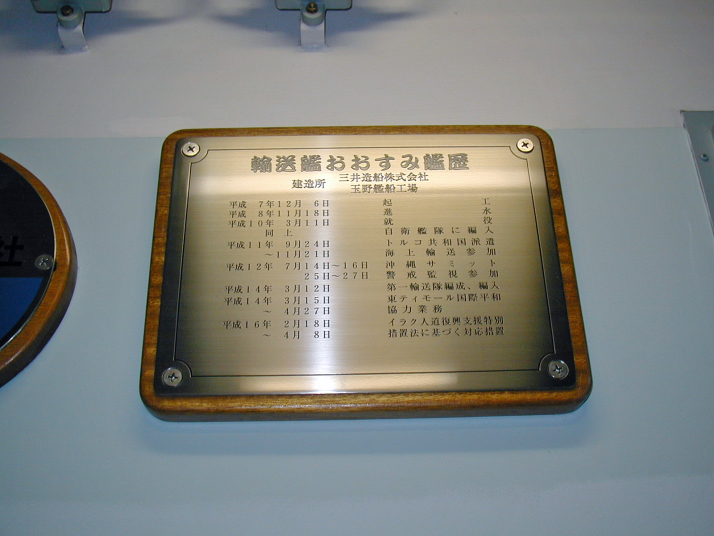 輸送艦おおすみ艦歴
建造所 三井造船株式会社
玉野艦船工場
平成 7年12月 6日 起工
平成 8年11月18日 進水
平成10年 3月11日 就役
同上 自衛艦隊に編入
平成11年 9月24日 トルコ共和国派遣
～11月21日 海上輸送参加
平成12年 7月14日～16日 沖縄サミット
25日～27日 警戒監視参加
平成14年 3月12日 第一輸送隊編成、編入
平成14年 3月15日 東ティモール国際平和
～ 4月27日 協力業務
平成16年 2月18日 イラク人道復興支援特別
～ 4月 8日 措置法に基づく対応措置
社